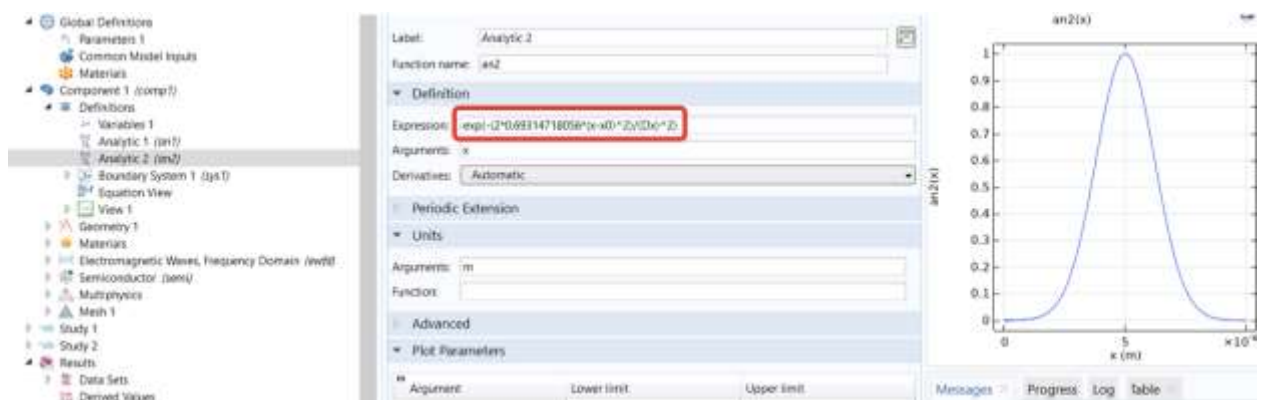 Global Definitions
Parameters 1
Common Model Inputs
Materials
Component 1 (comp1)
Definitions
Variables 1
Analytic 1 (an1)
Analytic 2 (an2)
Boundary System 1 (sys1)
Equation View
View 1
Geometry 1
Materials
Electromagnetic Waves, Frequency Domain (ewfd)
Semiconductor (semi)
Multiphysics
Mesh 1
Study 1
Study 2
Results
Data Sets
Derived Values
Label: Analytic 2
Function name: an2
Definition
Expression: exp(-(2*0.69314718056*(x-x0)^2)/(Dx)^2)
Arguments: x
Derivatives: Automatic
Periodic Extension
Units
Arguments: m
Function:
Advanced
Plot Parameters
Argument Lower limit Upper limit
an2(x)
1
0.9
0.8
0.7
0.6
0.5
0.4
0.3
0.2
0.1
0
an2(x)
0 5
x (m)
Messages Progress Log Table